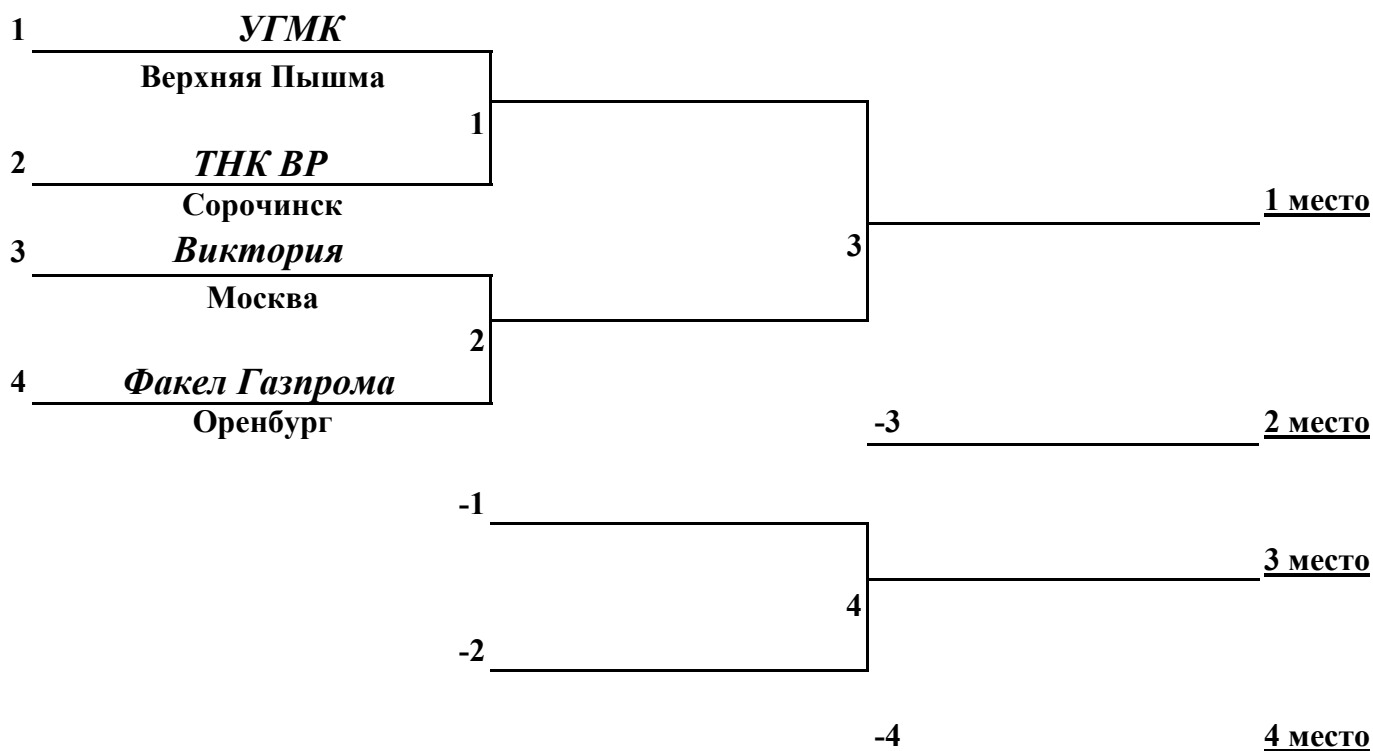 1 УГМК
Верхняя Пышма
1
2 ТНК ВР
Сорочинск
1 место
3 Виктория
3
Москва
2
4 Факел Газпрома
Оренбург
-3 2 место
-1
3 место
4
-2
-4 4 место